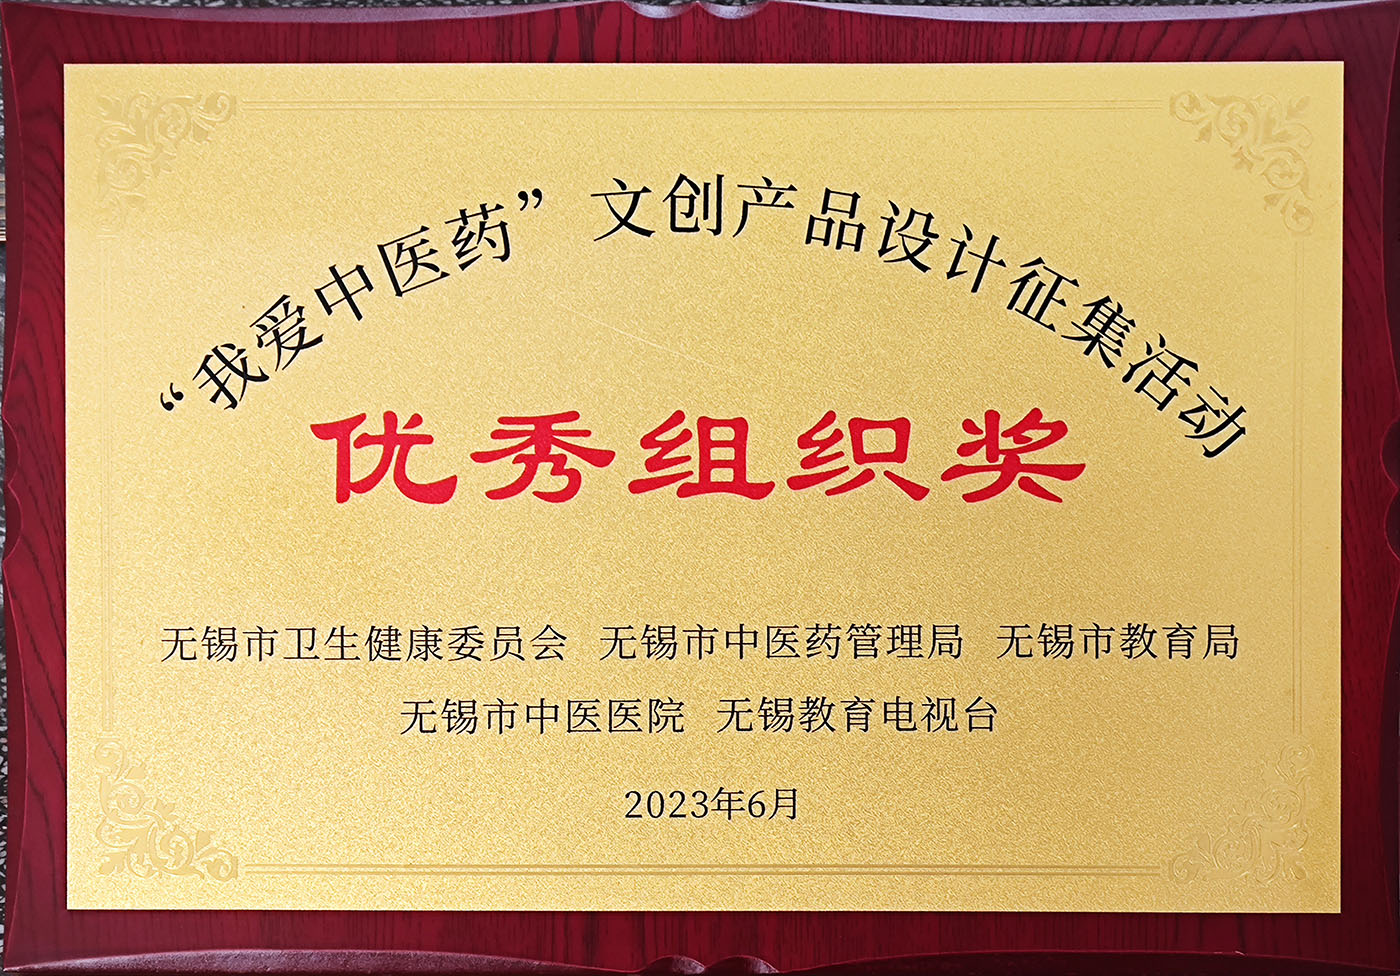 “我爱中医药”文创产品设计征集活动
优秀组织奖
无锡市卫生健康委员会 无锡市中医药管理局 无锡市教育局
无锡市中医医院 无锡教育电视台
2023年6月